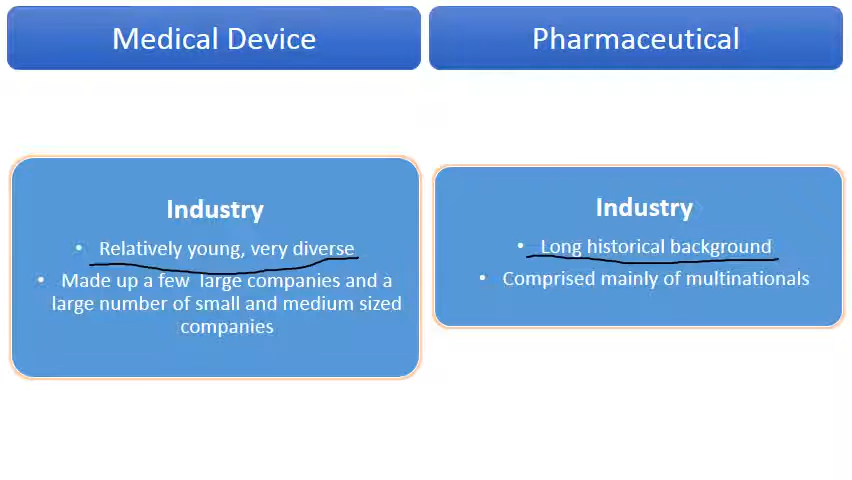 Medical Device
Pharmaceutical
Industry
• Relatively young, very diverse
• Made up a few large companies and a
large number of small and medium sized
companies
Industry
• Long historical background
• Comprised mainly of multinationals